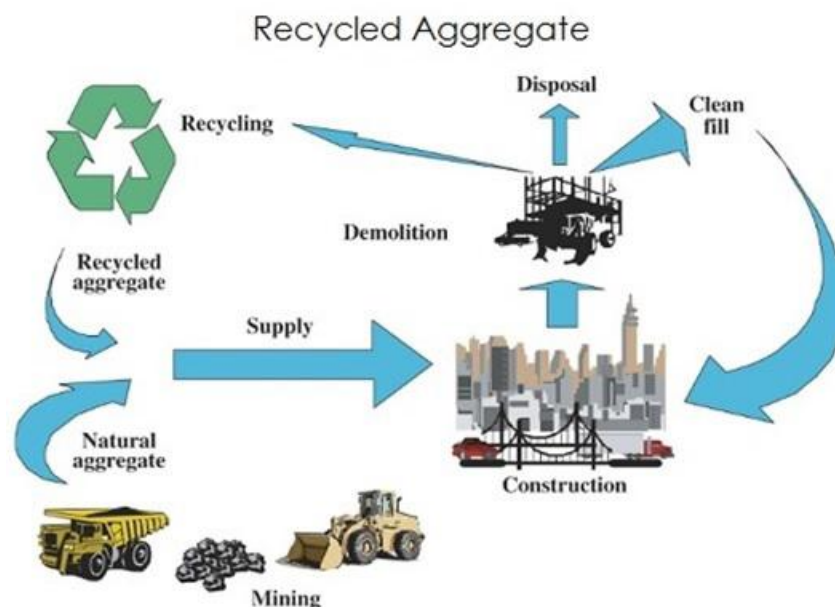 Recycled Aggregate
Disposal
Clean
fill
Recycling
Demolition
Recycled
aggregate
Supply
Natural
aggregate
Construction
Mining